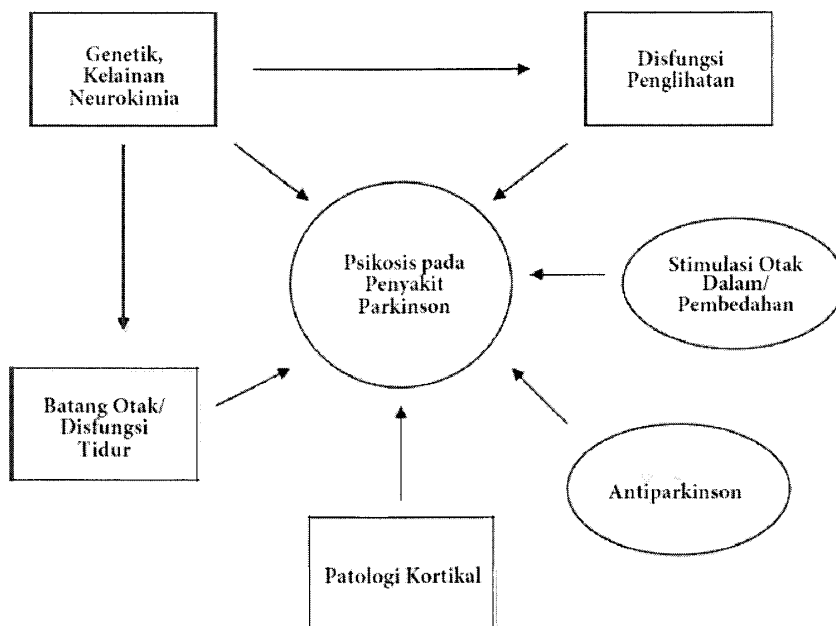 Genetik,
Kelainan
Neurokimia
Disfungsi
Penglihatan
Psikosis pada
Penyakit
Parkinson
Stimulasi Otak
Dalam/
Pembedahan
Batang Otak/
Disfungsi
Tidur
Antiparkinson
Patologi Kortikal